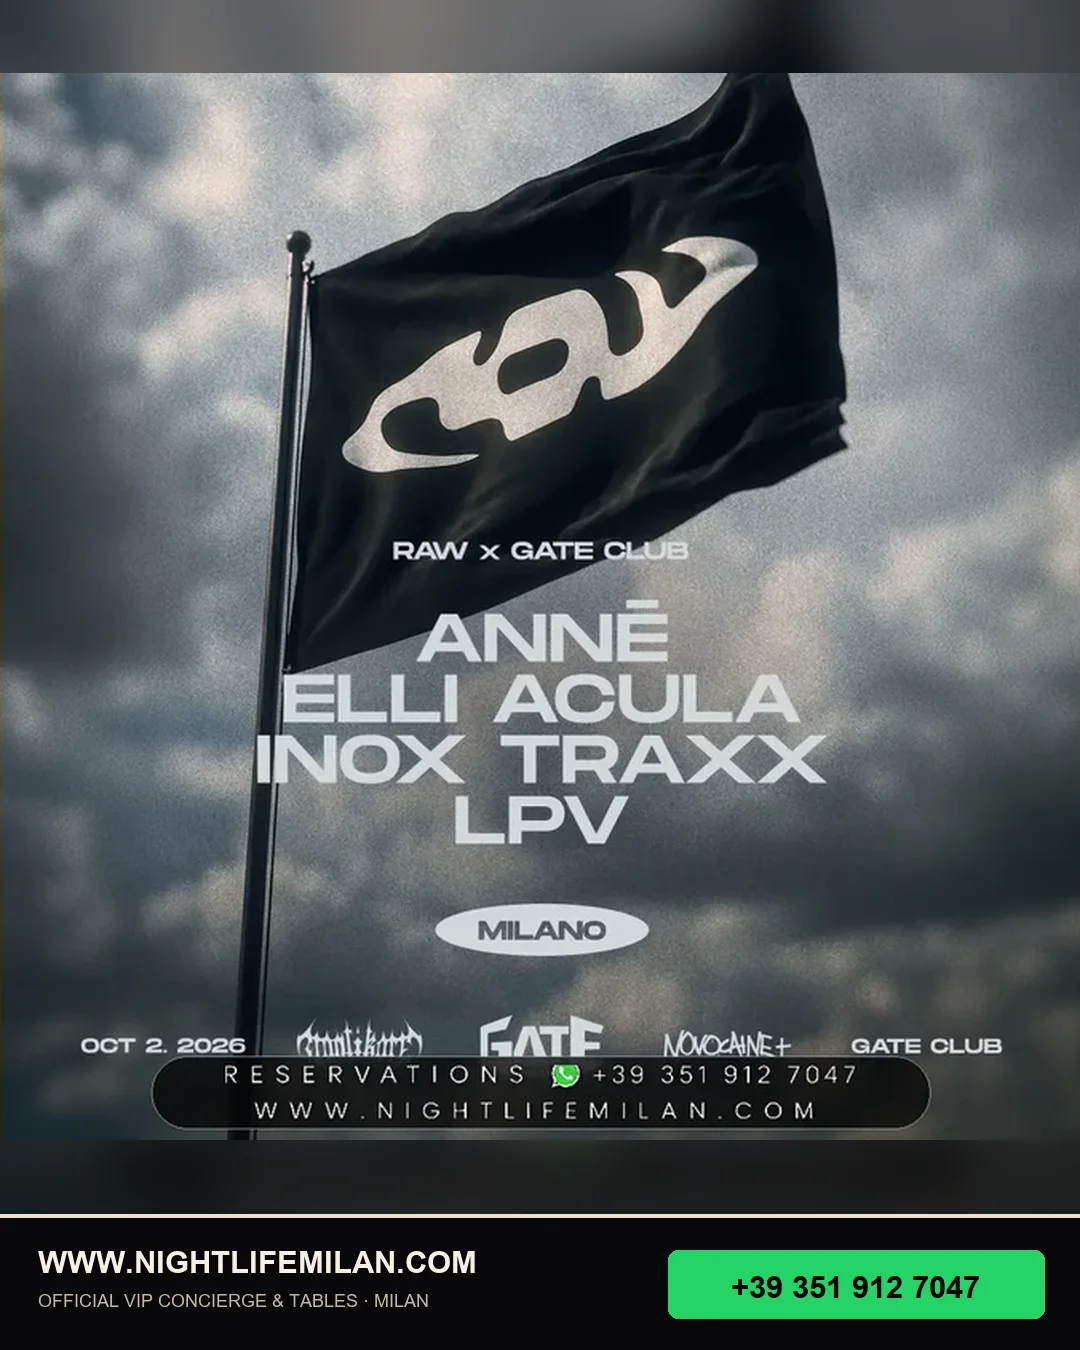 RAW x GATE CLUB
ANNĒ
ELLI ACULA
INOX TRAXX
LPV
MILANO
OCT 2. 2026
GATE
NOVOCAINE+
GATE CLUB
RESERVATIONS +39 351 912 7047
WWW.NIGHTLIFEMILAN.COM
WWW.NIGHTLIFEMILAN.COM
OFFICIAL VIP CONCIERGE & TABLES · MILAN
+39 351 912 7047